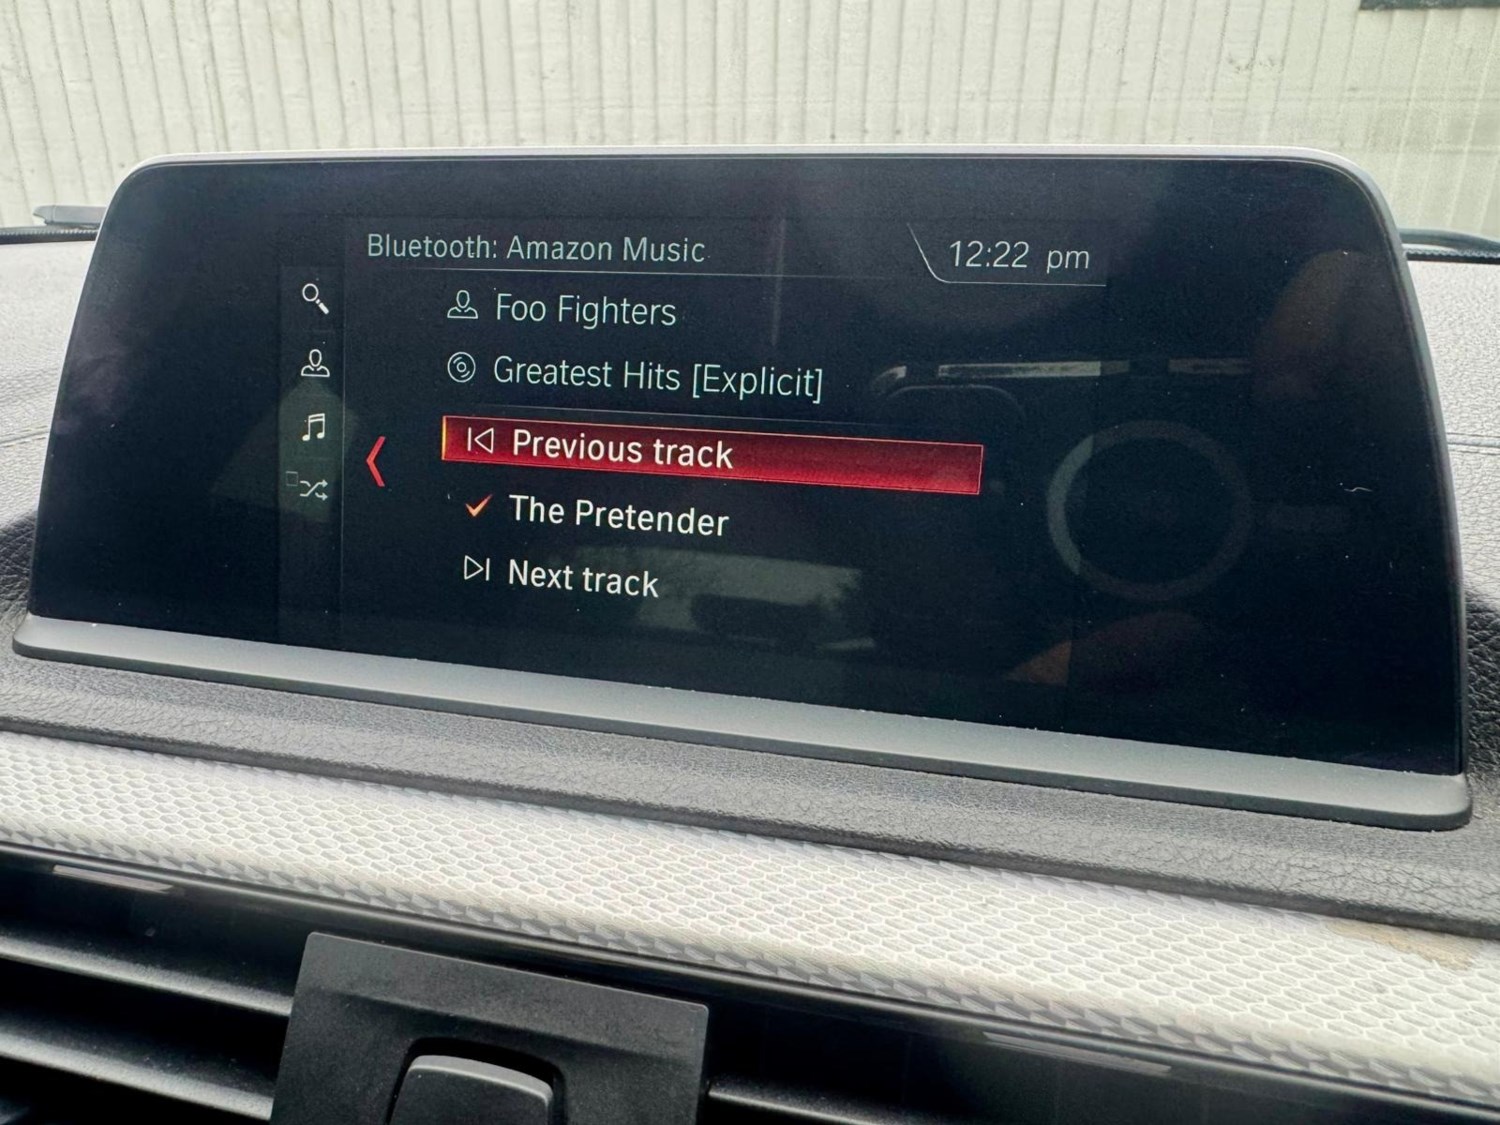 Bluetooth: Amazon Music
12:22 pm
Foo Fighters
Greatest Hits [Explicit]
Previous track
The Pretender
Next track